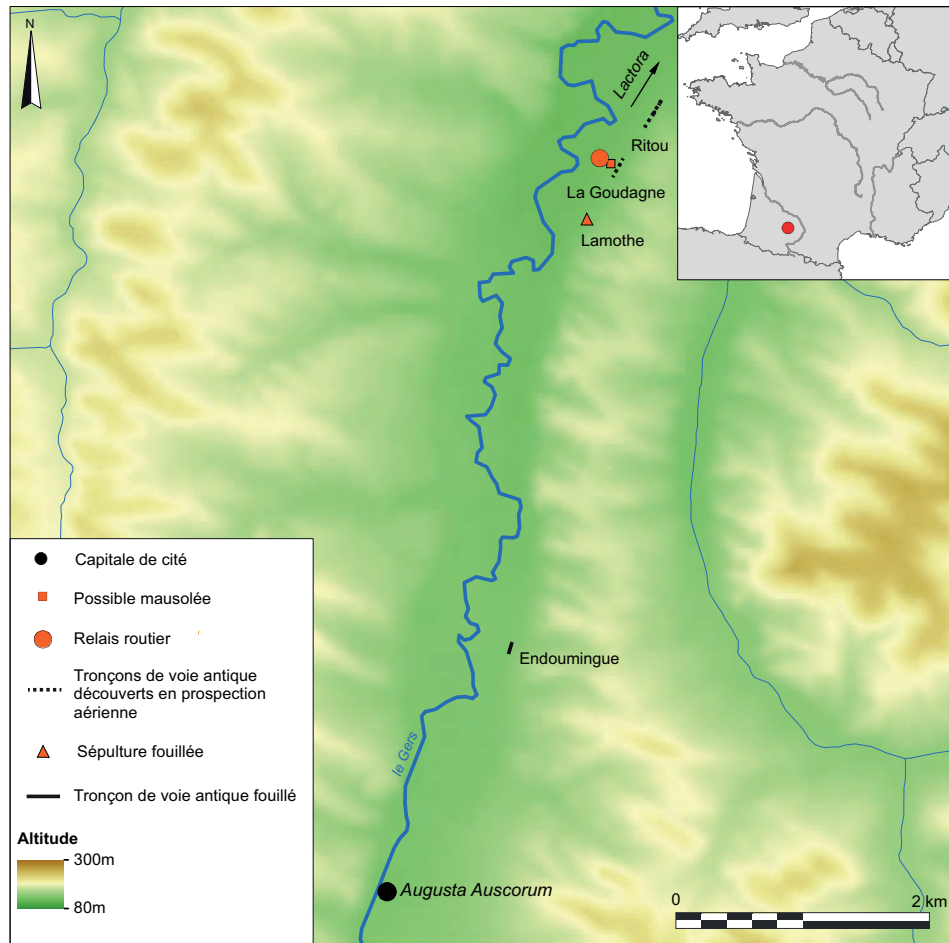 N
Lactora
Ritou
La Goudagne
Lamothe
Endoumingue
le Gers
Augusta Auscorum
0
2 km
Capitale de cité
Possible mausolée
Relais routier
Tronçons de voie antique
découverts en prospection
aérienne
Sépulture fouillée
Tronçon de voie antique fouillé
Altitude
300m
80m